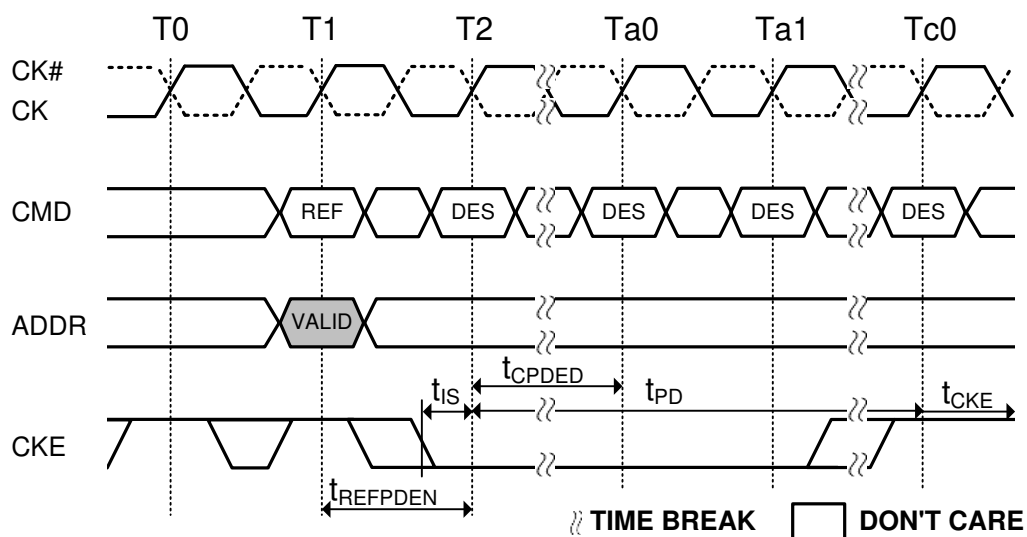 T0 T1 T2 Ta0 Ta1 Tc0
CK#
CK
CMD REF DES DES DES DES
ADDR VALID
tIS tCPDED tPD tCKE
CKE
tREFPDEN
TIME BREAK DON'T CARE